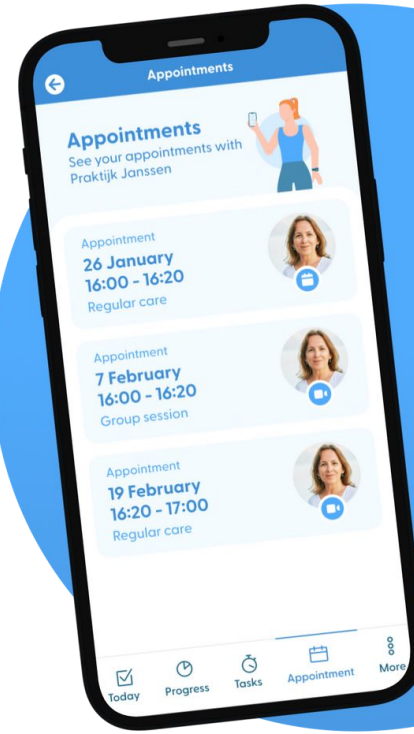 Appointments
Appointments
See your appointments with
Praktijk Janssen
Appointment
26 January
16:00 - 16:20
Regular care
Appointment
7 February
16:00 - 16:20
Group session
Appointment
19 February
16:20 - 17:00
Regular care
Today
Progress
Tasks
Appointment
More